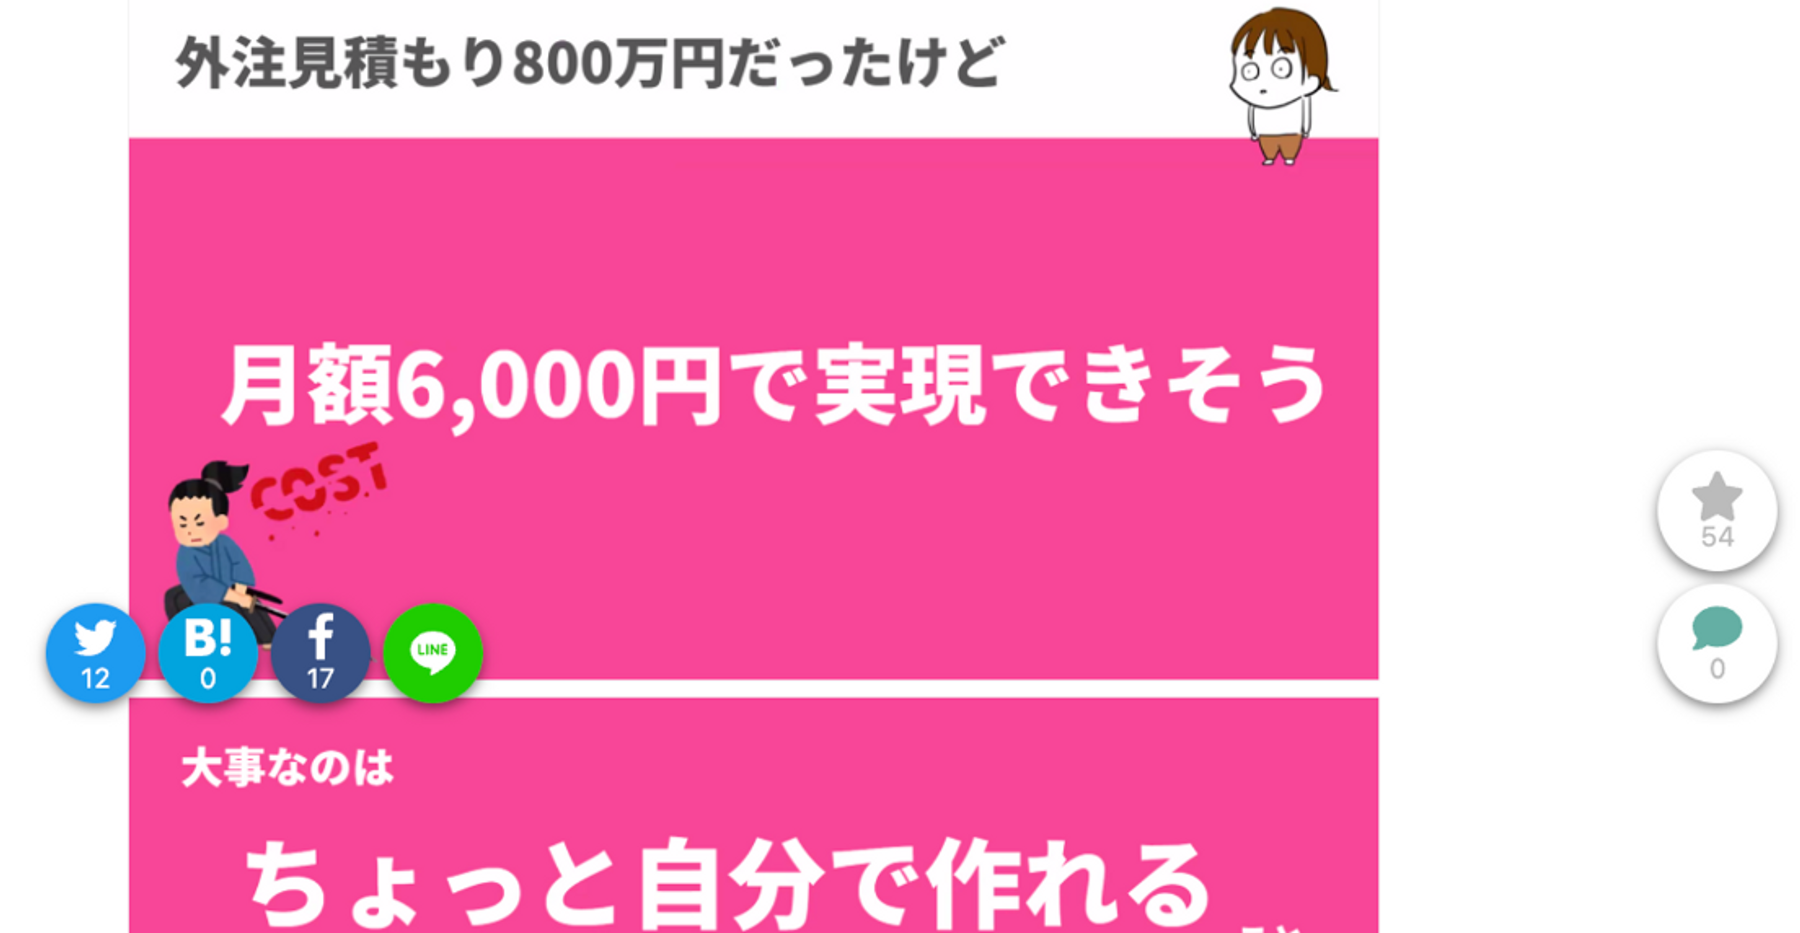 外注見積もり800万円だったけど
月額6,000円で実現できそう
COST
54
B!
LINE
12
0
17
0
大事なのは
ちょっと自分で作れる